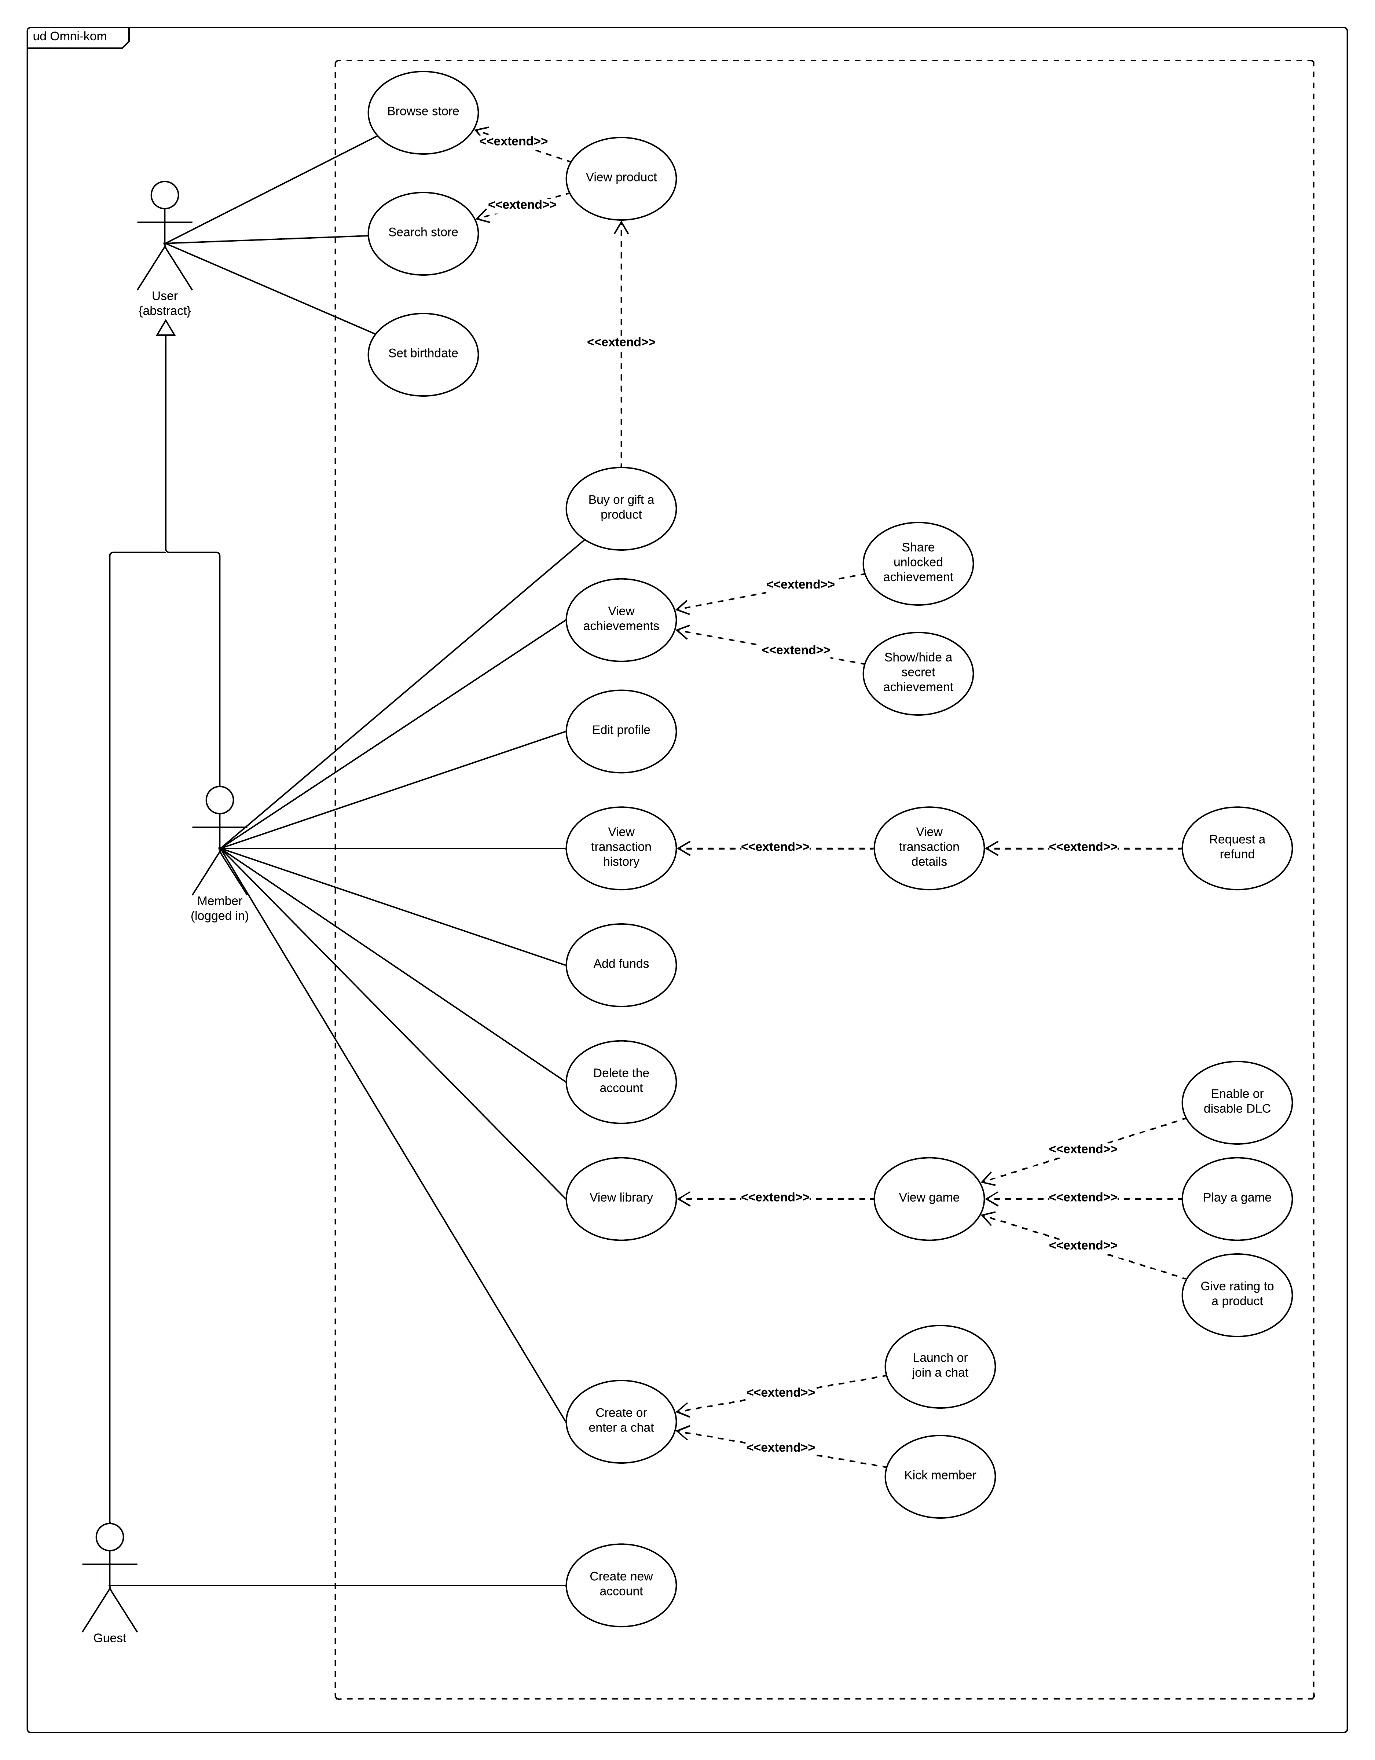 ud Omni-kom
Browse store
<<extend>>
View product
<<extend>>
Search store
User
{abstract}
<<extend>>
Set birthdate
Buy or gift a
product
Share
unlocked
achievement
<<extend>>
View
achievements
<<extend>>
Show/hide a
secret
achievement
Edit profile
View
transaction
history
<<extend>>
View
transaction
details
<<extend>>
Request a
refund
Member
(logged in)
Add funds
Delete the
account
Enable or
disable DLC
<<extend>>
View library
<<extend>>
View game
<<extend>>
Play a game
<<extend>>
Give rating to
a product
Launch or
join a chat
<<extend>>
Create or
enter a chat
<<extend>>
Kick member
Create new
account
Guest